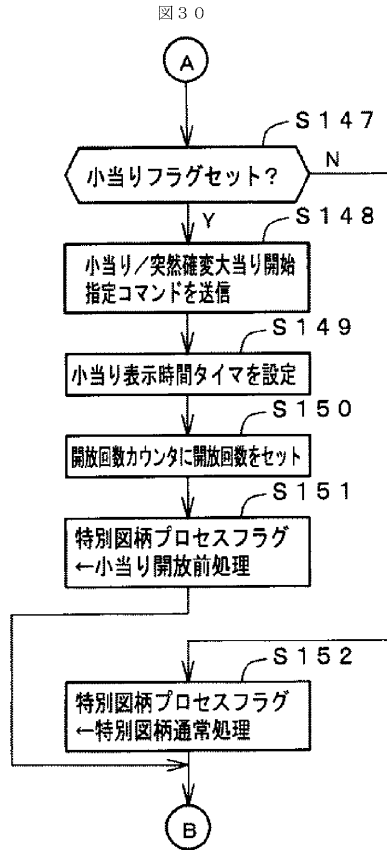 図30
A
S147
小当りフラグセット?
N
Y
S148
小当り/突然確変大当り開始
指定コマンドを送信
S149
小当り表示時間タイマを設定
S150
開放回数カウンタに開放回数をセット
S151
特別図柄プロセスフラグ
←小当り開放前処理
S152
特別図柄プロセスフラグ
←特別図柄通常処理
B